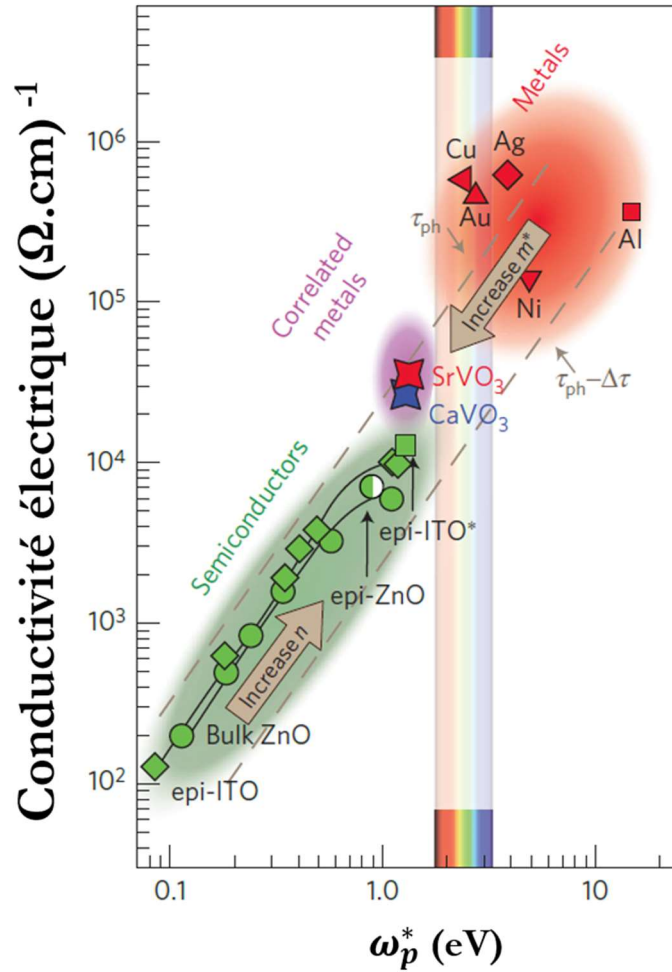 Conductivité électrique (Ω.cm) -1
10⁶
10⁵
10⁴
10³
10²
Metals
Cu
Ag
Au
Al
Ni
τph
Increase m*
τph–Δτ
Correlated
metals
SrVO₃
CaVO₃
Semiconductors
epi-ITO*
epi-ZnO
Increase n
Bulk ZnO
epi-ITO
0.1
1.0
10
ω*p (eV)